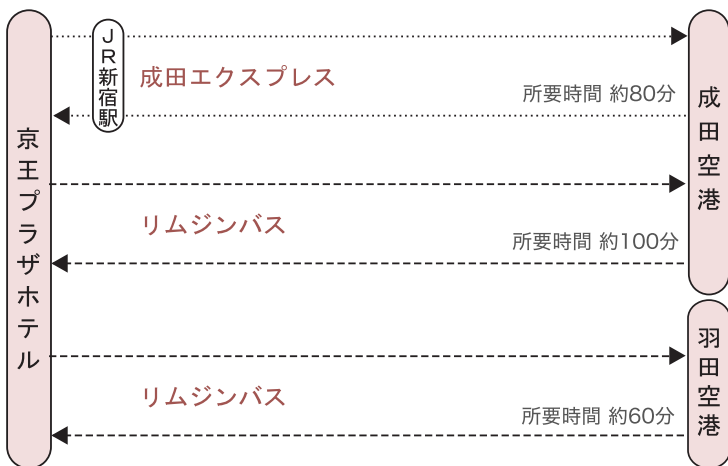 京王プラザホテル
JR新宿駅
成田エクスプレス
所要時間 約80分
成田空港
リムジンバス
所要時間 約100分
リムジンバス
所要時間 約60分
羽田空港